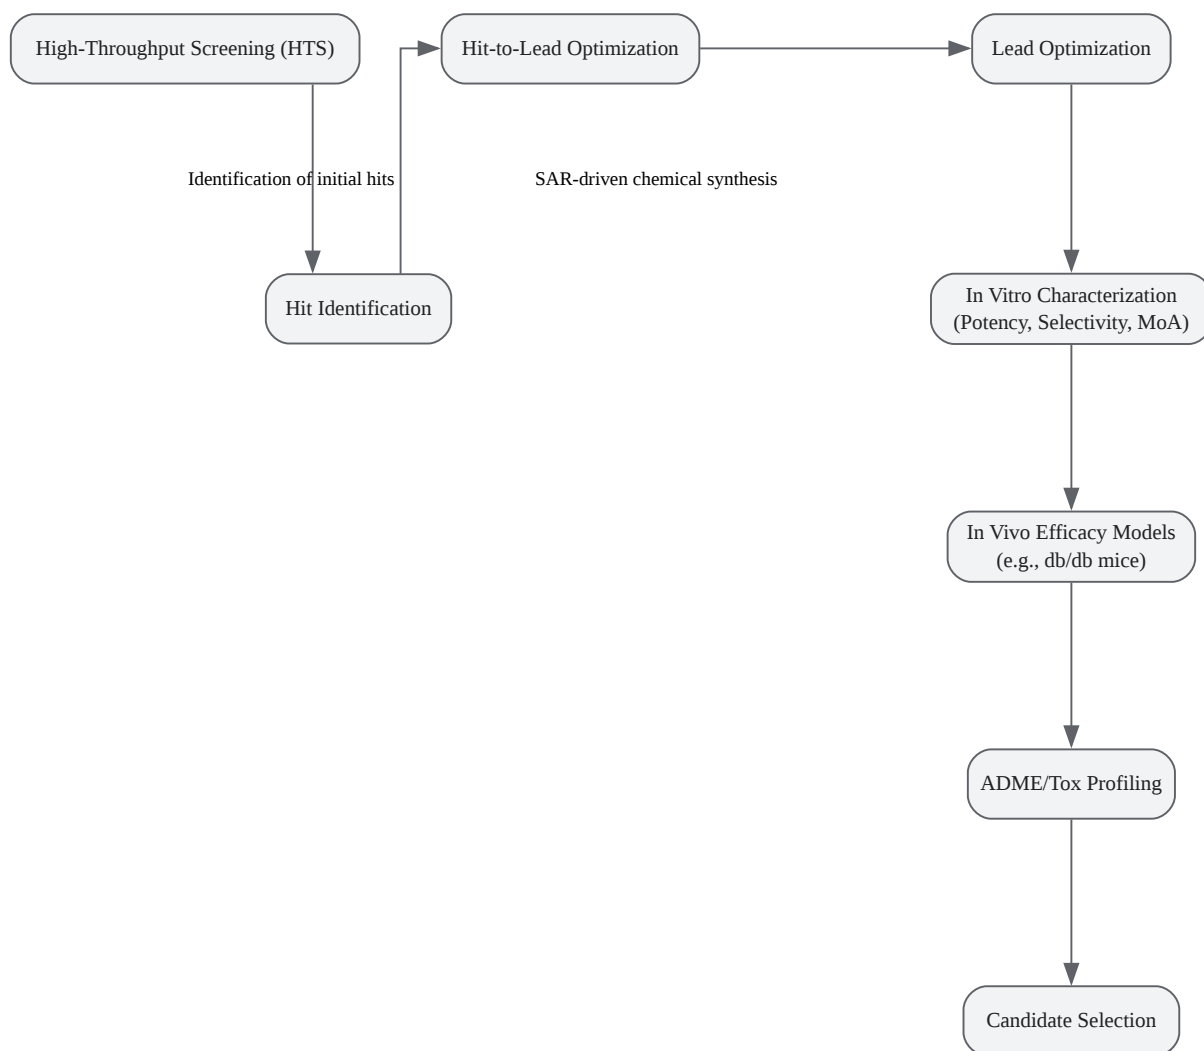 High-Throughput Screening (HTS)
Hit-to-Lead Optimization
Lead Optimization
Identification of initial hits
SAR-driven chemical synthesis
Hit Identification
In Vitro Characterization
(Potency, Selectivity, MoA)
In Vivo Efficacy Models
(e.g., db/db mice)
ADME/Tox Profiling
Candidate Selection